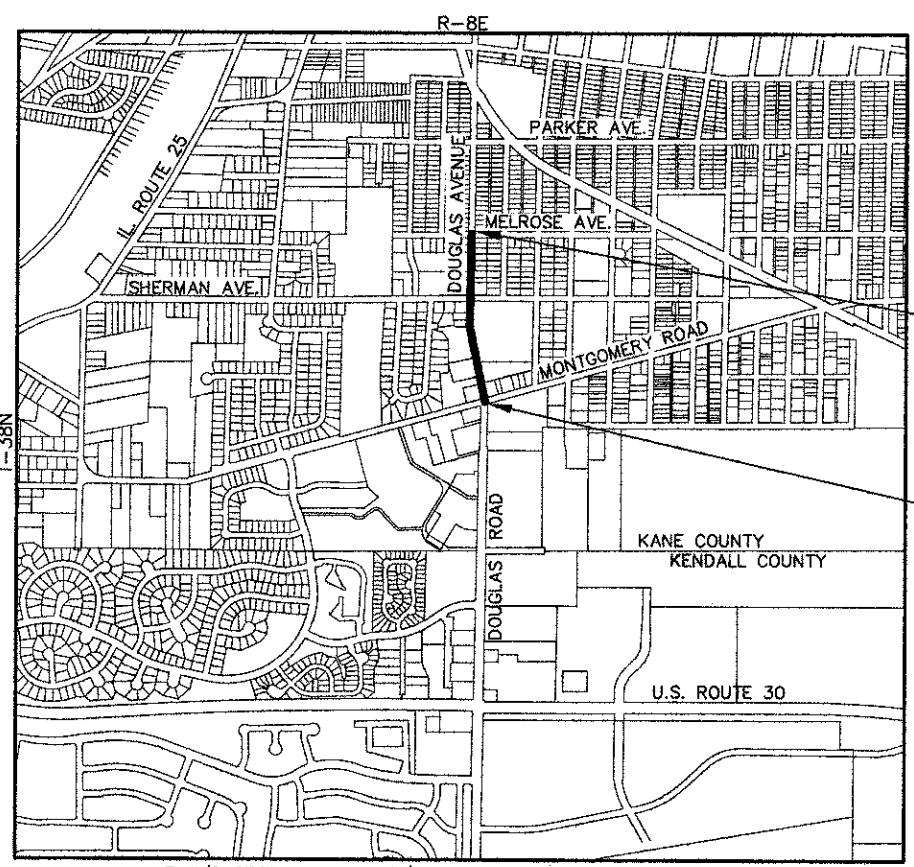 R-8E
PARKER AVE.
IL. ROUTE 25
DOUGLAS AVENUE
MELROSE AVE.
SHERMAN AVE.
MONTGOMERY ROAD
DOUGLAS ROAD
KANE COUNTY
KENDALL COUNTY
U.S. ROUTE 30